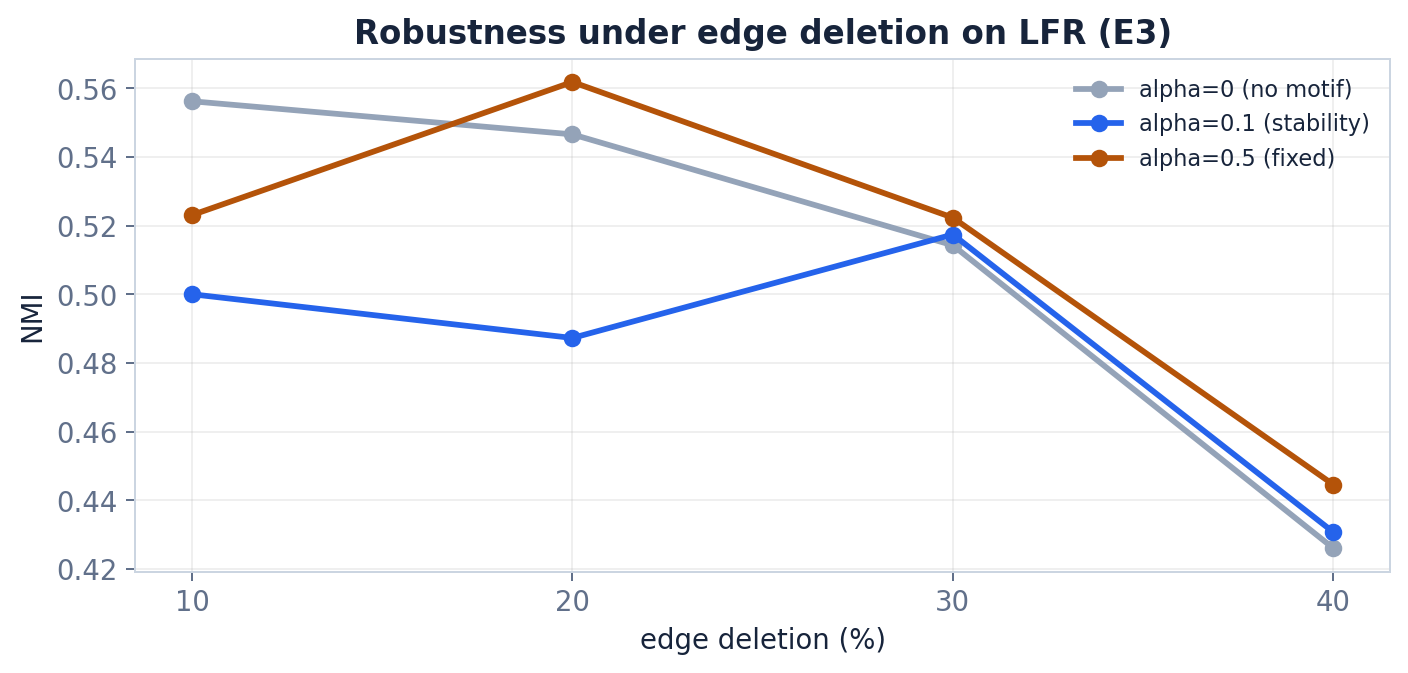 Robustness under edge deletion on LFR (E3)
alpha=0 (no motif)
alpha=0.1 (stability)
alpha=0.5 (fixed)
NMI
0.56
0.54
0.52
0.50
0.48
0.46
0.44
0.42
10 20 30 40
edge deletion (%)